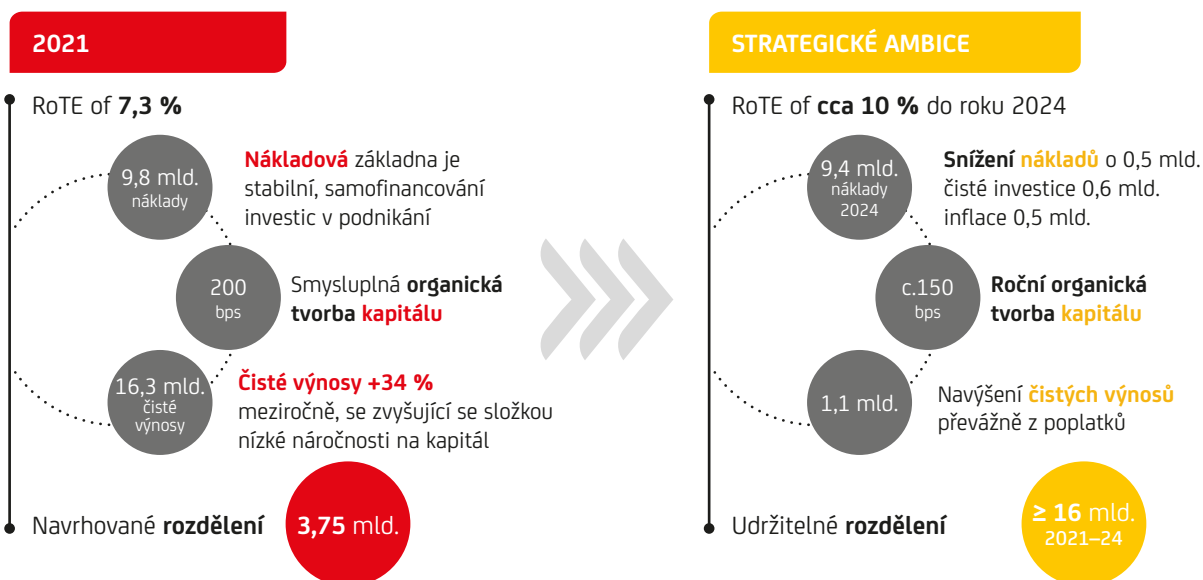 2021
RoTE of 7,3 %
9,8 mld.
náklady
Nákladová základna je
stabilní, samofinancování
investic v podnikání
200
bps
Smysluplná organická
tvorba kapitálu
16,3 mld.
čisté
výnosy
Čisté výnosy +34 %
meziročně, se zvyšující se složkou
nízké náročnosti na kapitál
Navrhované rozdělení
3,75 mld.
STRATEGICKÉ AMBICE
RoTE of cca 10 % do roku 2024
9,4 mld.
náklady
2024
Snížení nákladů o 0,5 mld.
čisté investice 0,6 mld.
inflace 0,5 mld.
c.150
bps
Roční organická
tvorba kapitálu
1,1 mld.
Navýšení čistých výnosů
převážně z poplatků
Udržitelné rozdělení
≥ 16 mld.
2021–24